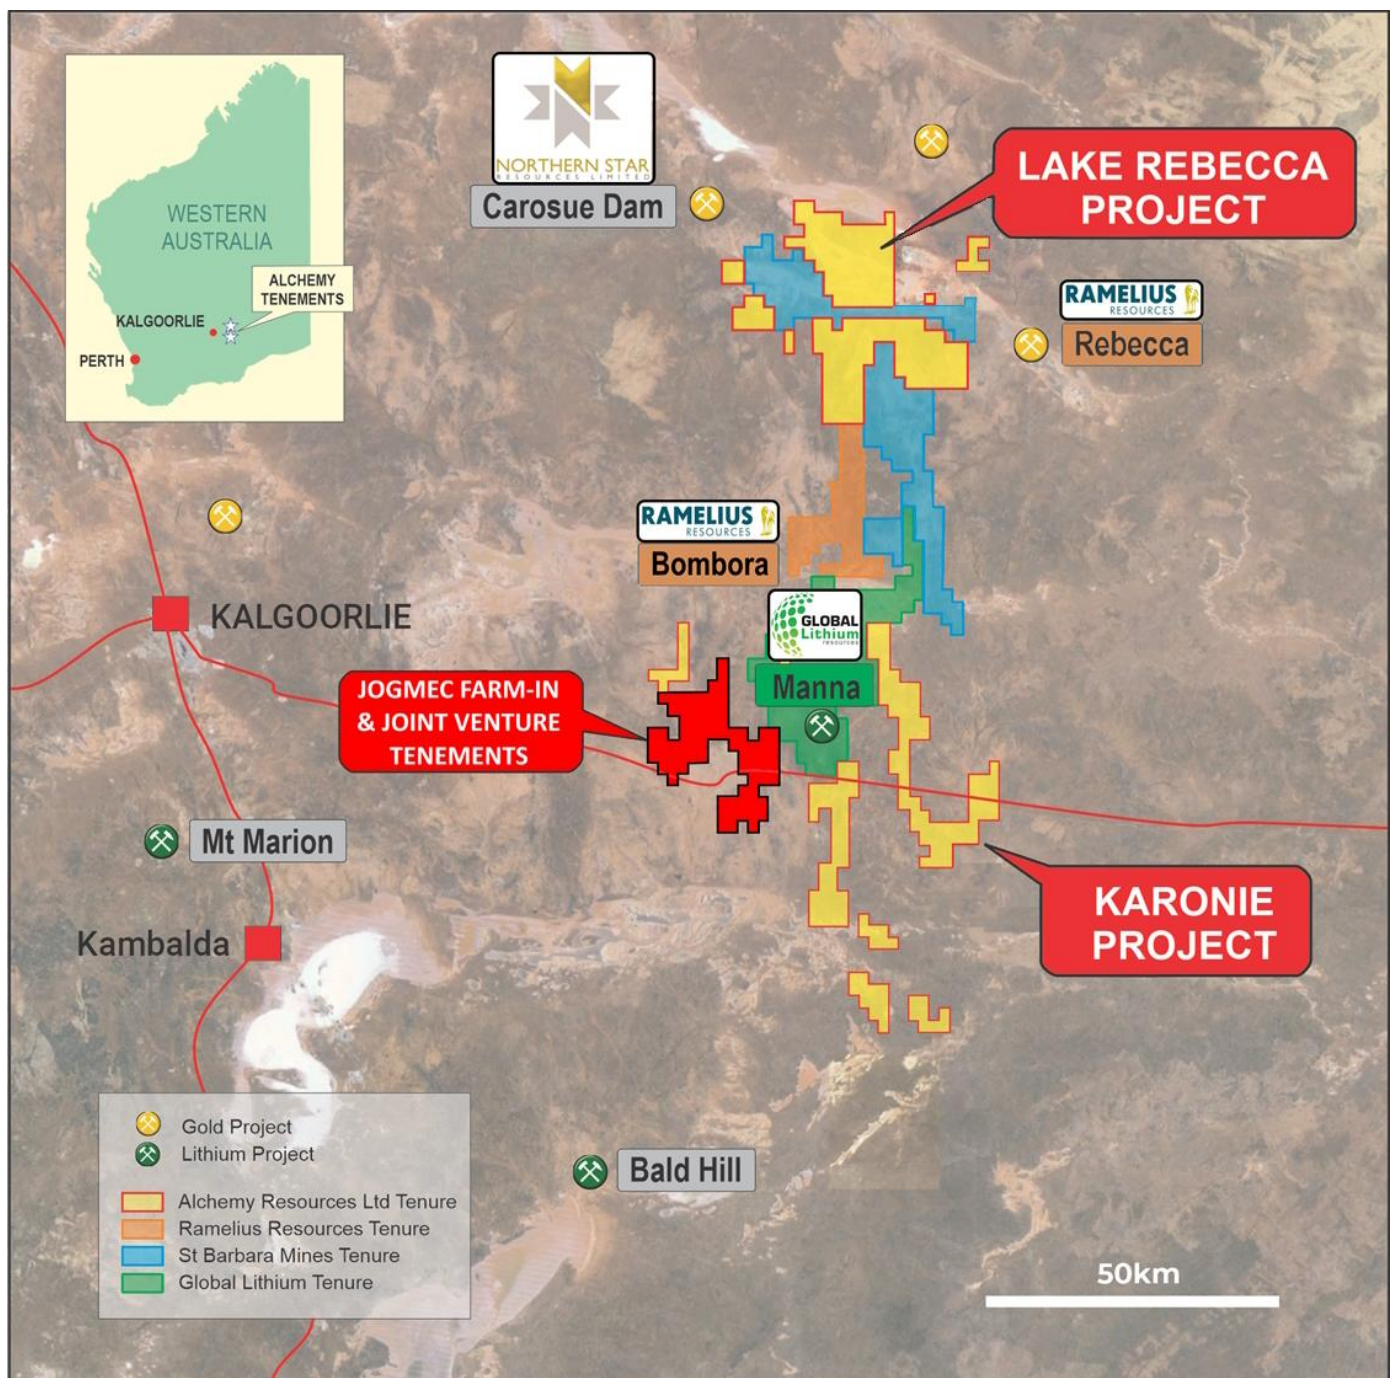 NORTHERN STAR
RESOURCES LIMITED
Carosue Dam
LAKE REBECCA
PROJECT
WESTERN
AUSTRALIA
ALCHEMY
TENEMENTS
KALGOORLIE
PERTH
RAMELIUS
RESOURCES
Rebecca
RAMELIUS
RESOURCES
Bombora
KALGOORLIE
GLOBAL
Lithium
resources
Manna
JOGMEC FARM-IN
& JOINT VENTURE
TENEMENTS
Mt Marion
KARONIE
PROJECT
Kambalda
Gold Project
Lithium Project
Alchemy Resources Ltd Tenure
Ramelius Resources Tenure
St Barbara Mines Tenure
Global Lithium Tenure
Bald Hill
50km